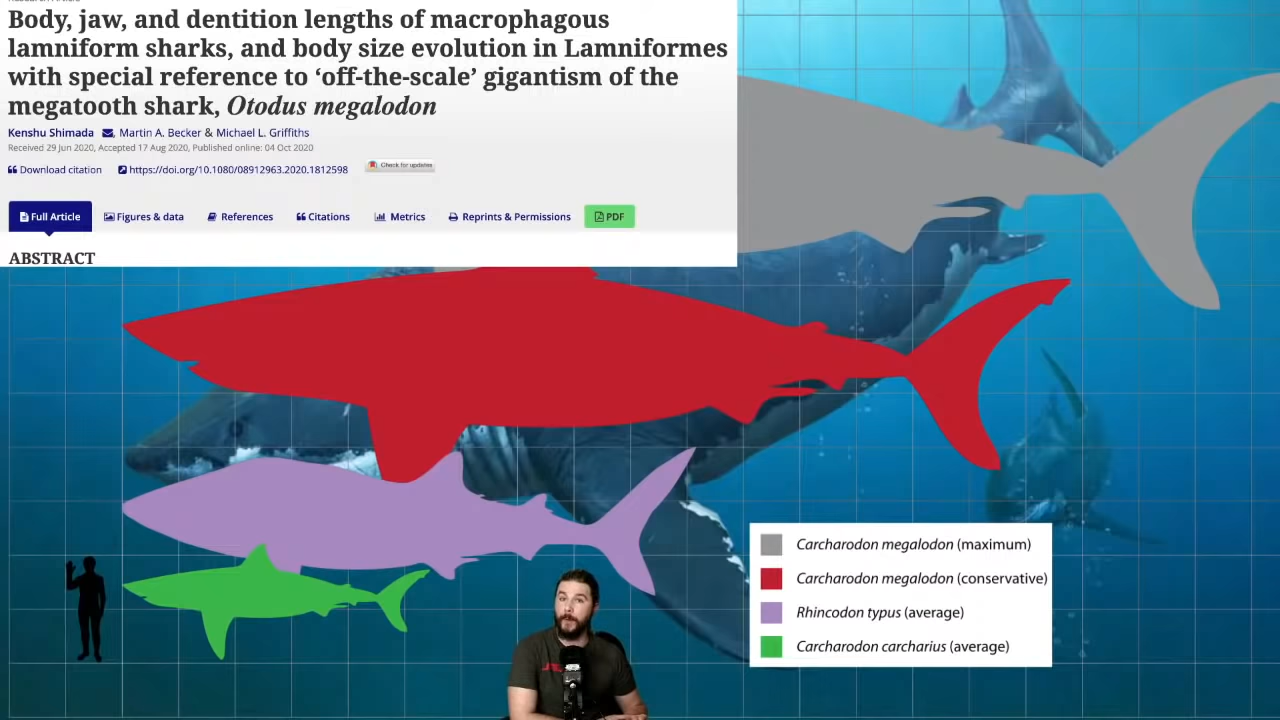 Body, jaw, and dentition lengths of macrophagous
lamniform sharks, and body size evolution in Lamniformes
with special reference to ‘off-the-scale’ gigantism of the
megatooth shark, Otodus megalodon
Kenshu Shimada , Martin A. Becker & Michael L. Griffiths
Received 29 Jun 2020, Accepted 17 Aug 2020, Published online: 04 Oct 2020
Download citation https://doi.org/10.1080/08912963.2020.1812598 Check for updates
Full Article Figures & data References Citations Metrics Reprints & Permissions PDF
ABSTRACT
Carcharodon megalodon (maximum)
Carcharodon megalodon (conservative)
Rhincodon typus (average)
Carcharodon carcharius (average)